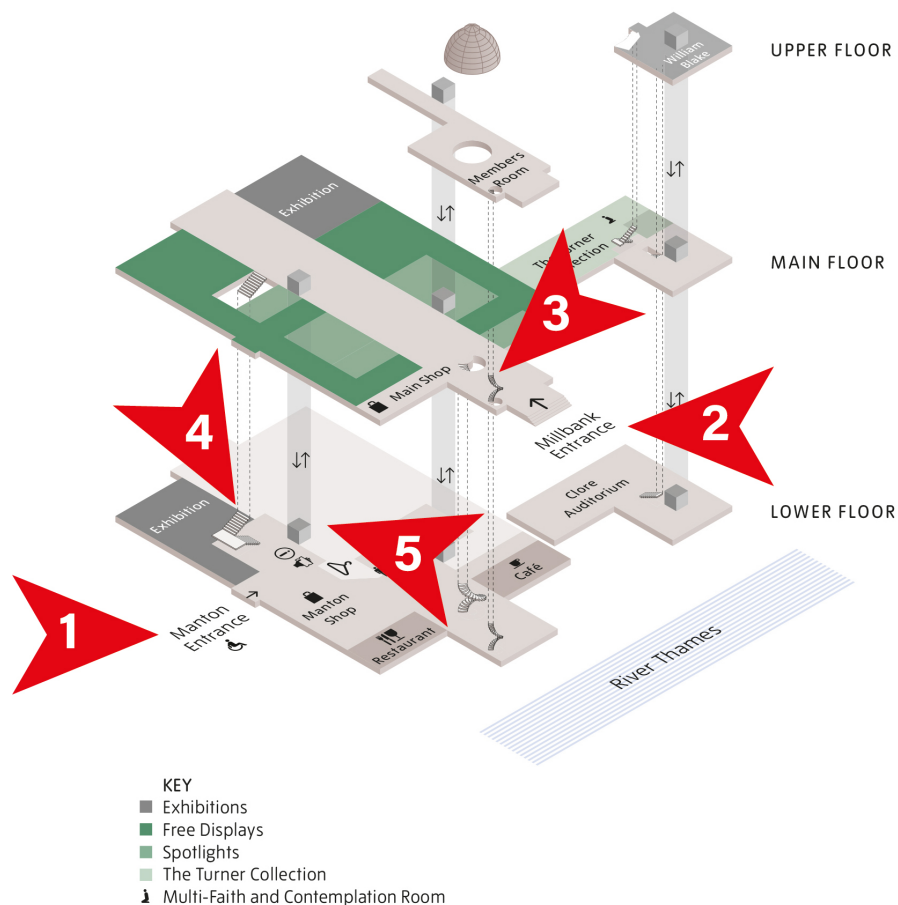 UPPER FLOOR
William
Blake
Members
Room
Exhibition
The Turner
Collection
MAIN FLOOR
3
Main Shop
4
Millbank
Entrance
2
Clore
Auditorium
LOWER FLOOR
Exhibition
5
Café
Manton
Shop
1
Manton
Entrance
Restaurant
River Thames
KEY
Exhibitions
Free Displays
Spotlights
The Turner Collection
Multi-Faith and Contemplation Room